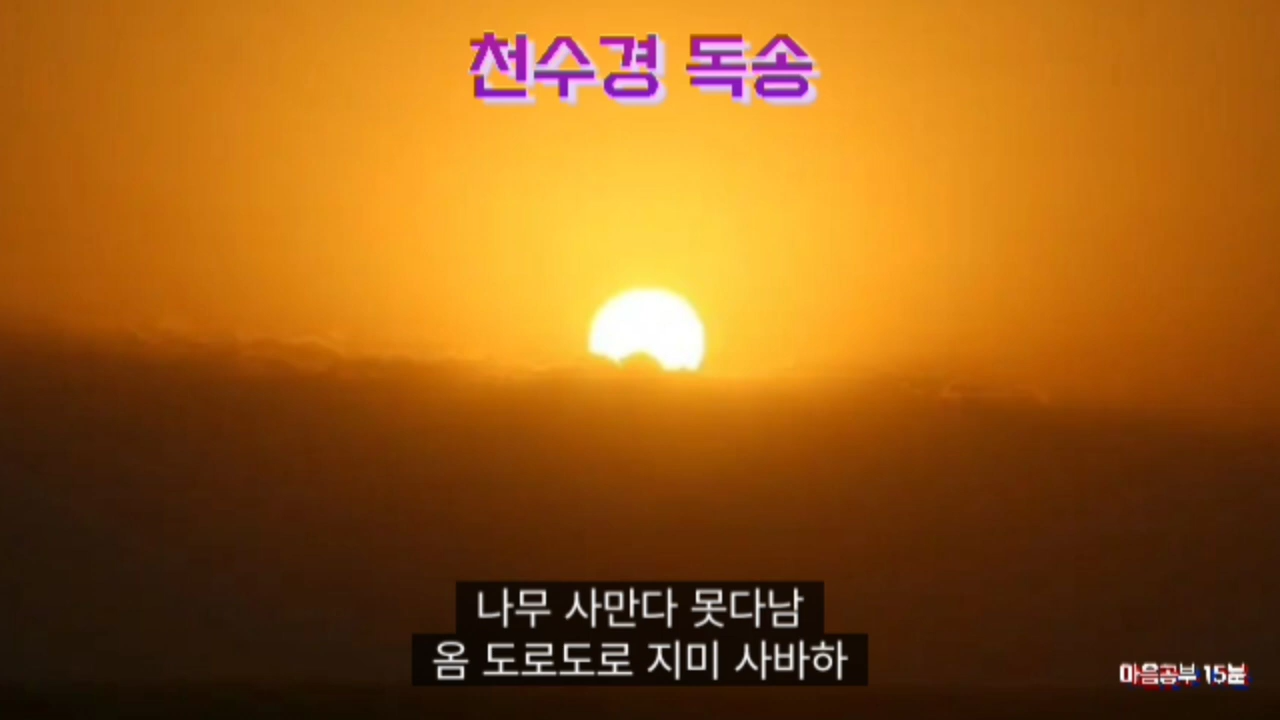 천수경 독송
나무 사만다 못다남
옴 도로도로 지미 사바하
마음공부 15분